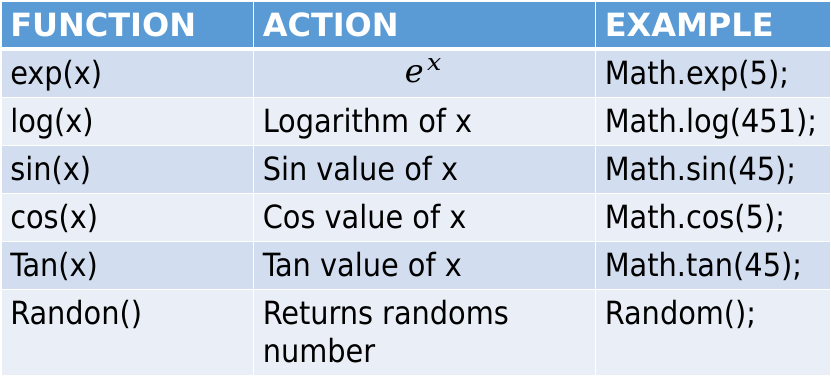 FUNCTION ACTION EXAMPLE
exp(x) e^x Math.exp(5);
log(x) Logarithm of x Math.log(451);
sin(x) Sin value of x Math.sin(45);
cos(x) Cos value of x Math.cos(5);
Tan(x) Tan value of x Math.tan(45);
Randon() Returns randoms Random();
number